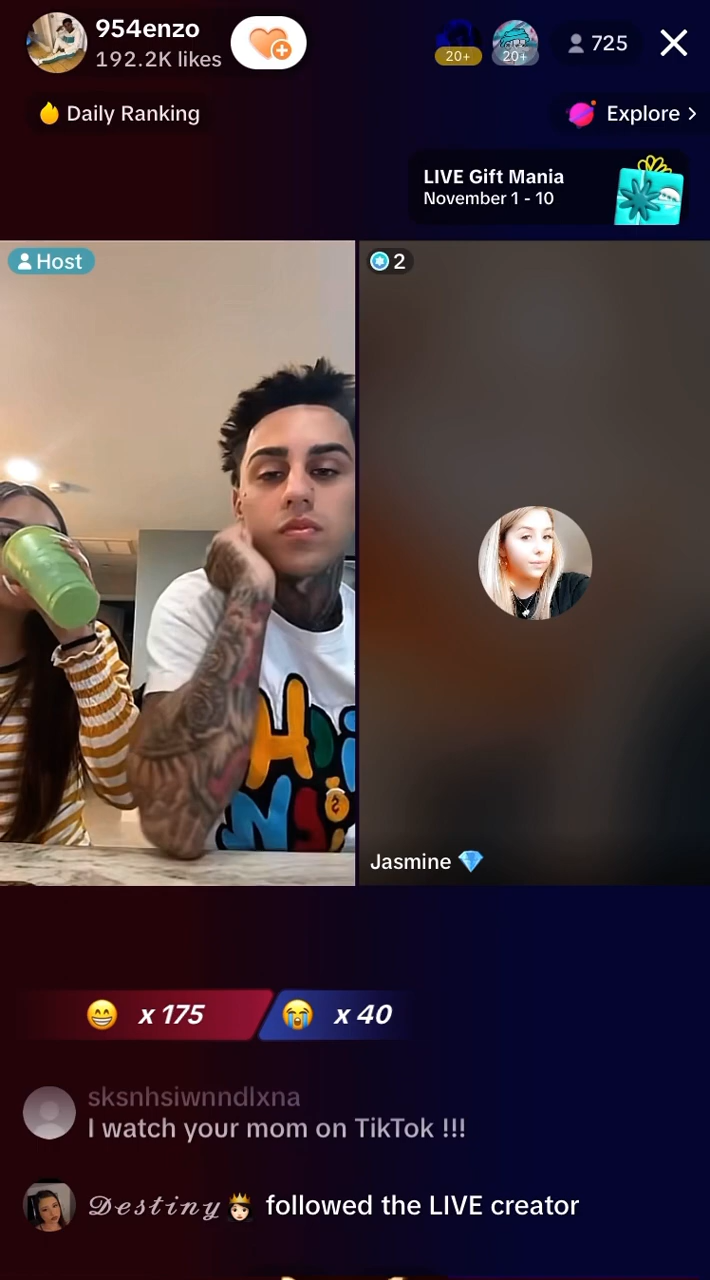 954enzo
192.2K likes
20+
20+
725
Daily Ranking
Explore >
LIVE Gift Mania
November 1 - 10
Host
2
Jasmine 💎
😁 x 175
😭 x 40
sksnhsiwnndlxna
I watch your mom on TikTok !!!
𝒟𝑒𝓈𝓉𝒾𝓃𝓎👸🏻 followed the LIVE creator